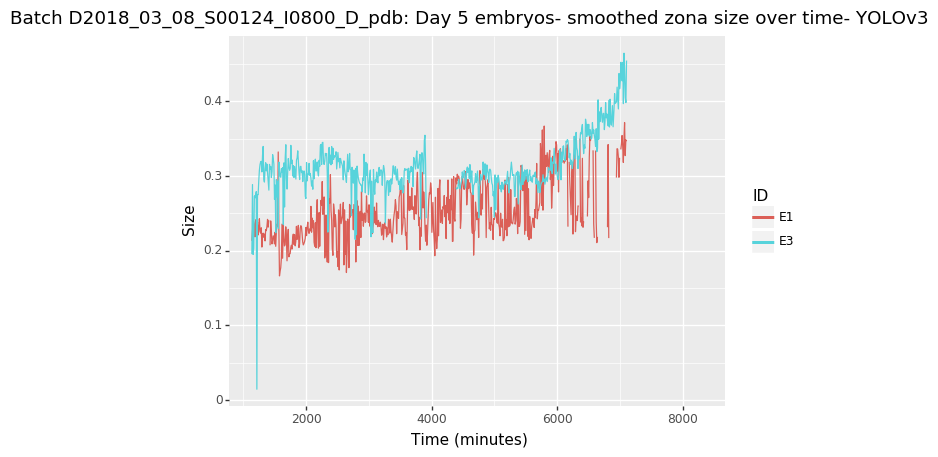 Batch D2018_03_08_S00124_I0800_D_pdb: Day 5 embryos- smoothed zona size over time- YOLOv3
0.4
0.3
0.2
0.1
0
Size
2000
4000
6000
8000
Time (minutes)
ID
E1
E3